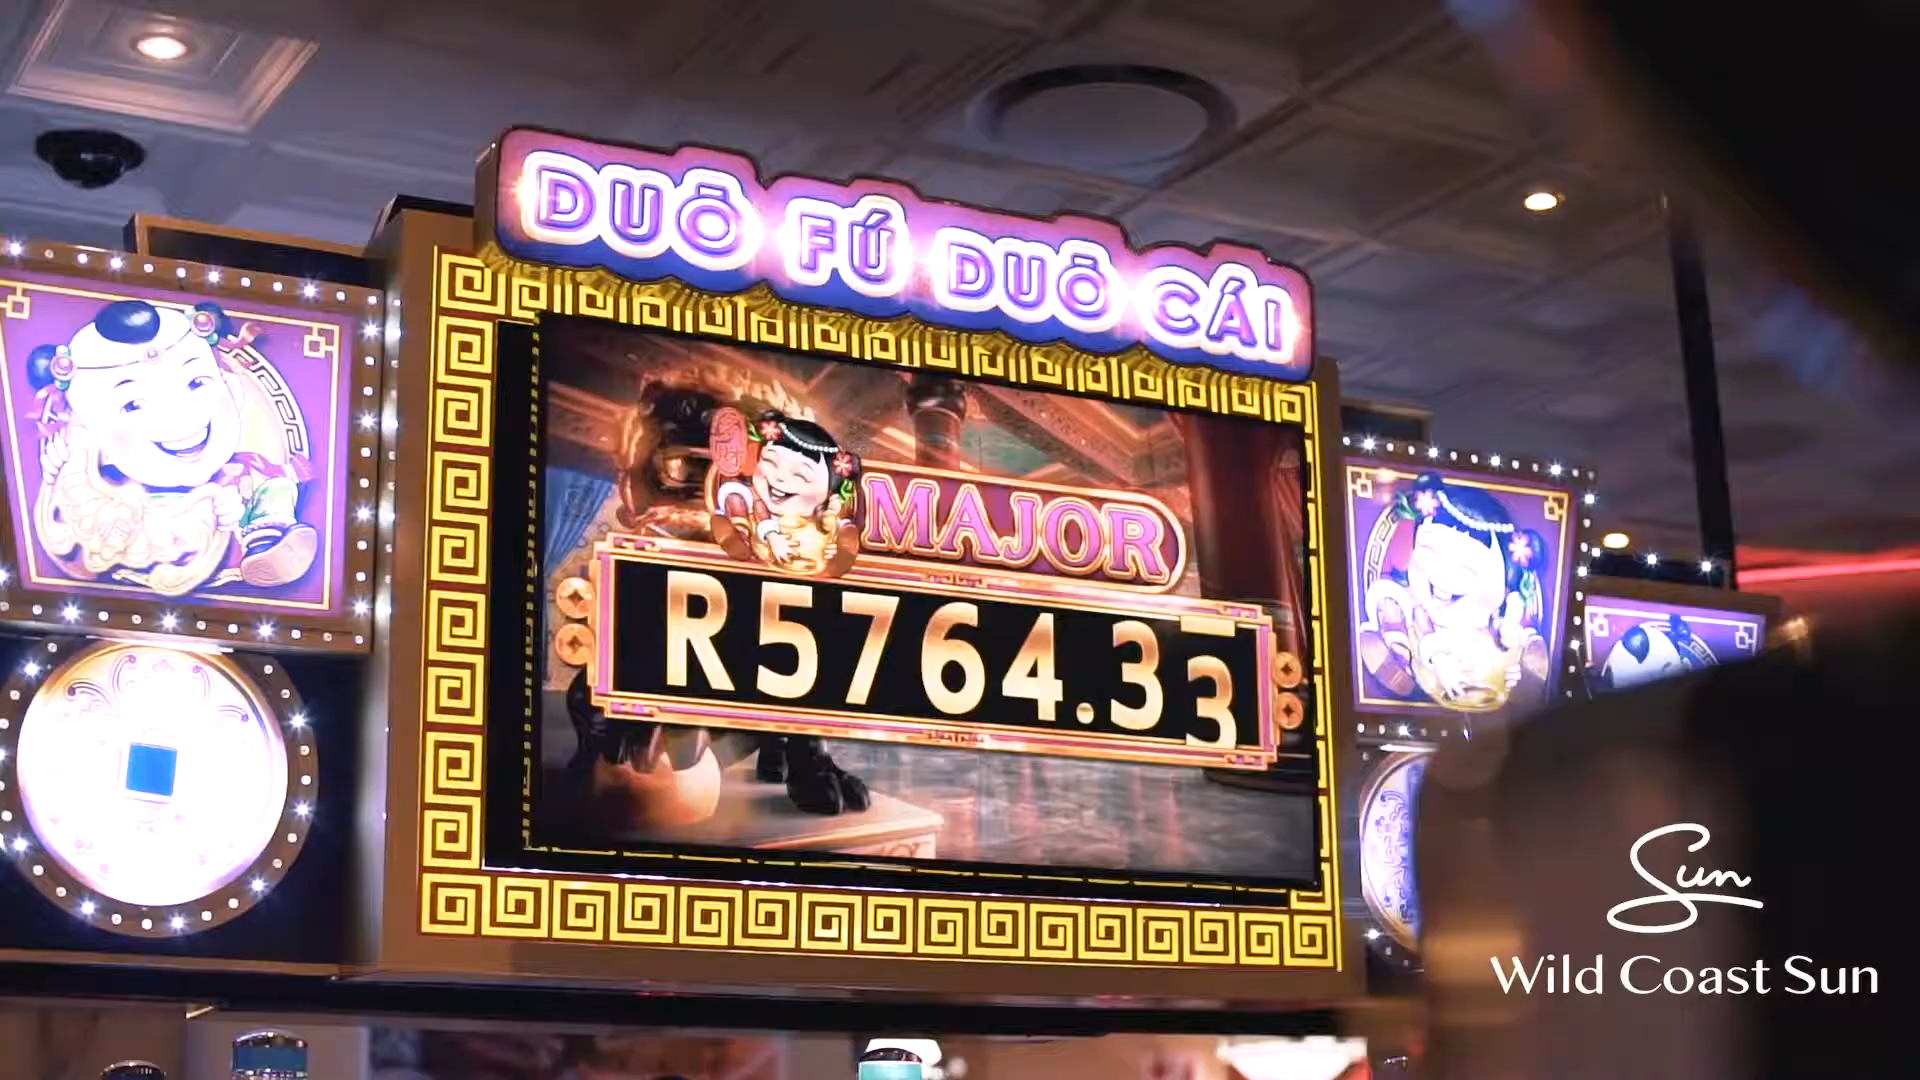 DUŌ FÚ DUŌ CÁI
MAJOR
R5764.33
Sun
Wild Coast Sun